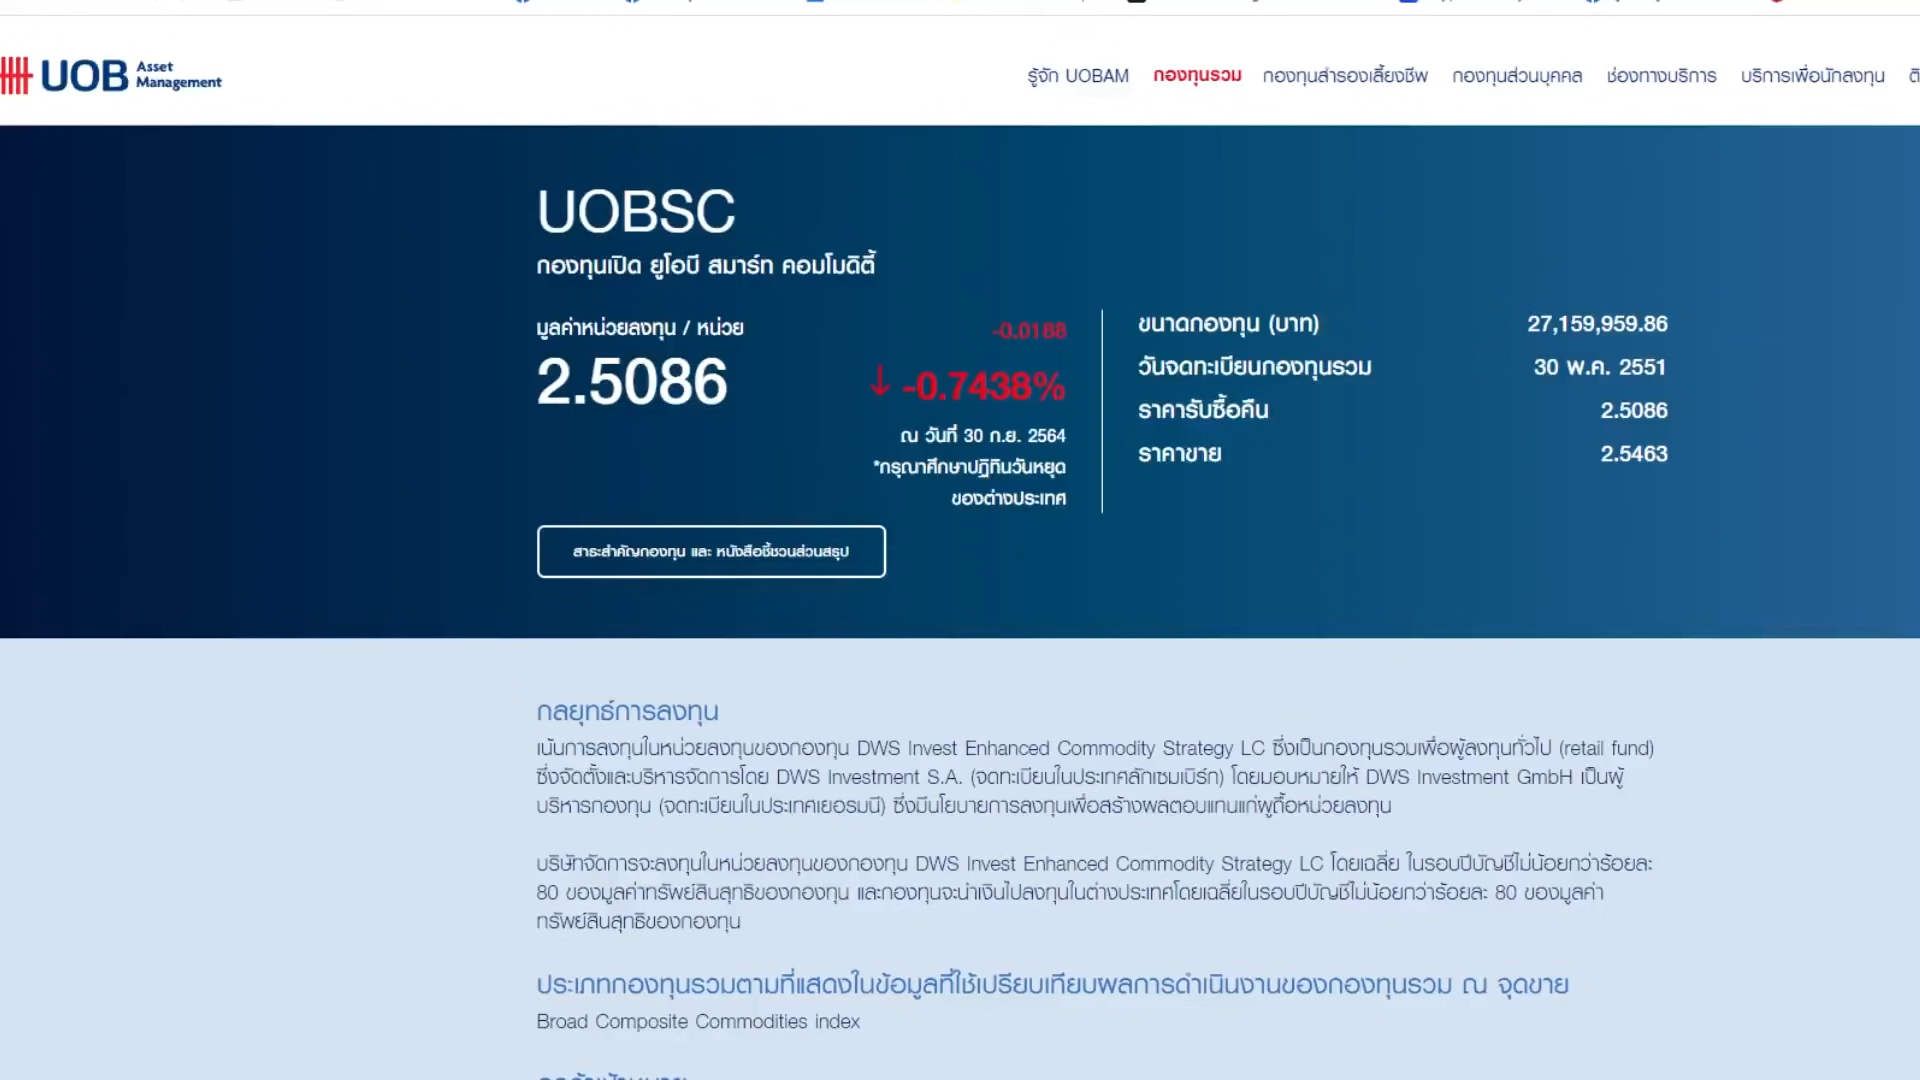 UOB Asset Management
รู้จัก UOBAM กองทุนรวม กองทุนสำรองเลี้ยงชีพ กองทุนส่วนบุคคล ช่องทางบริการ บริการเพื่อนักลงทุน
UOBSC
กองทุนเปิด ยูโอบี สมาร์ท คอมโมดิตี้
มูลค่าหน่วยลงทุน / หน่วย
2.5086
-0.0188
↓ -0.7438%
ณ วันที่ 30 ก.ย. 2564
*กรุณาศึกษาปฏิทินวันหยุด
ของต่างประเทศ
ขนาดกองทุน (บาท) 27,159,959.86
วันจดทะเบียนกองทุนรวม 30 พ.ค. 2551
ราคารับซื้อคืน 2.5086
ราคาขาย 2.5463
สาระสำคัญกองทุน และ หนังสือชี้ชวนส่วนสรุป
กลยุทธ์การลงทุน
เน้นการลงทุนในหน่วยลงทุนของกองทุน DWS Invest Enhanced Commodity Strategy LC ซึ่งเป็นกองทุนรวมเพื่อผู้ลงทุนทั่วไป (retail fund)
ซึ่งจัดตั้งและบริหารจัดการโดย DWS Investment S.A. (จดทะเบียนในประเทศลักเซมเบิร์ก) โดยมอบหมายให้ DWS Investment GmbH เป็นผู้
บริหารกองทุน (จดทะเบียนในประเทศเยอรมนี) ซึ่งมีนโยบายการลงทุนเพื่อสร้างผลตอบแทนแก่ผู้ถือหน่วยลงทุน
บริษัทจัดการจะลงทุนในหน่วยลงทุนของกองทุน DWS Invest Enhanced Commodity Strategy LC โดยเฉลี่ย ในรอบปีบัญชีไม่น้อยกว่าร้อยละ
80 ของมูลค่าทรัพย์สินสุทธิของกองทุน และกองทุนจะนำเงินไปลงทุนในต่างประเทศโดยเฉลี่ยในรอบปีบัญชีไม่น้อยกว่าร้อยละ 80 ของมูลค่า
ทรัพย์สินสุทธิของกองทุน
ประเภทกองทุนรวมตามที่แสดงในข้อมูลที่ใช้เปรียบเทียบผลการดำเนินงานของกองทุนรวม ณ จุดขาย
Broad Composite Commodities index